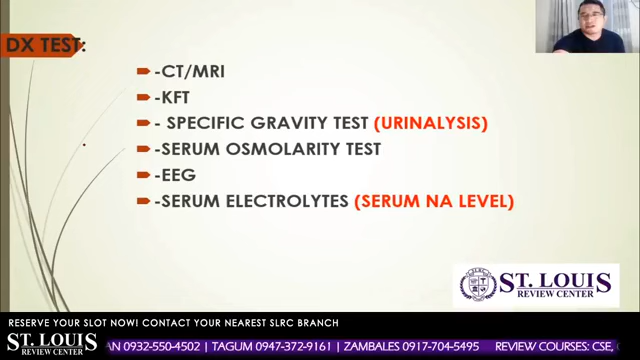 DX TEST:
-CT/MRI
-KFT
- SPECIFIC GRAVITY TEST (URINALYSIS)
-SERUM OSMOLARITY TEST
-EEG
-SERUM ELECTROLYTES (SERUM NA LEVEL)
ST. LOUIS
REVIEW CENTER
RESERVE YOUR SLOT NOW! CONTACT YOUR NEAREST SLRC BRANCH
ST. LOUIS
REVIEW CENTER
AN 0932-550-4502 | TAGUM 0947-372-9161 | ZAMBALES 0917-704-5495 REVIEW COURSES: CSE,